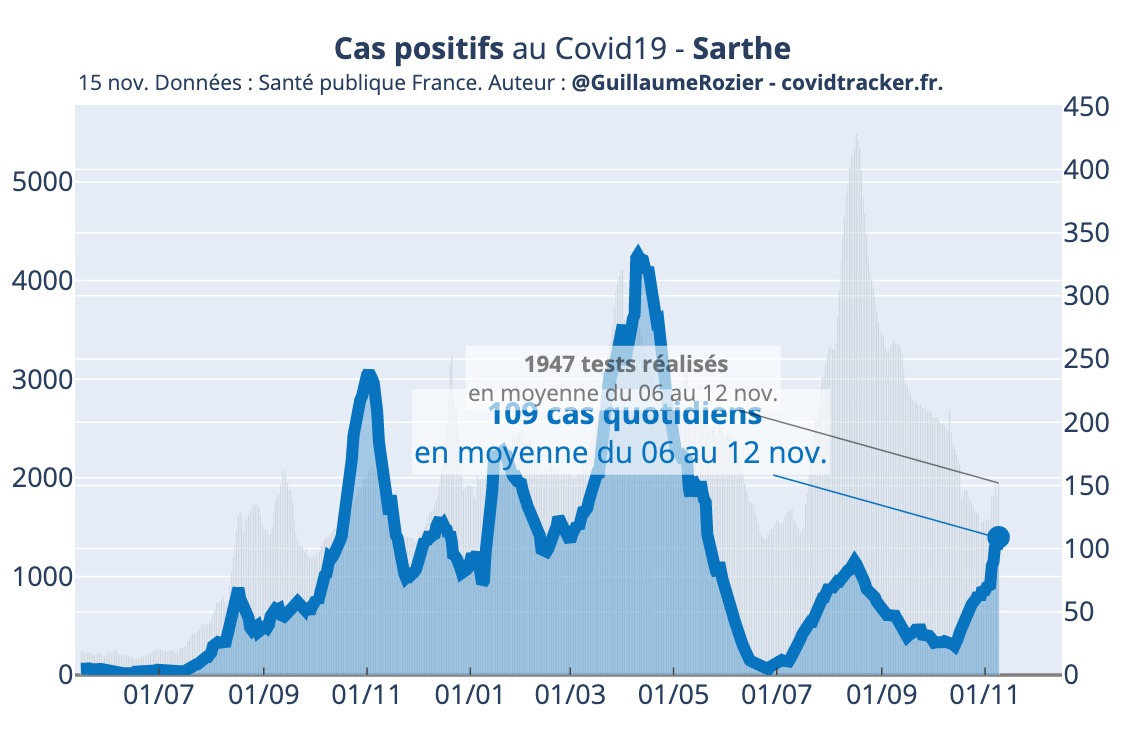 Cas positifs au Covid19 - Sarthe
15 nov. Données : Santé publique France. Auteur : @GuillaumeRozier - covidtracker.fr.
450
400
5000
350
4000
300
1947 tests réalisés
250
3000
en moyenne du 06 au 12 nov.
109 cas quotidiens
200
en moyenne du 06 au 12 nov.
2000
150
100
1000
50
0
0
01/07 01/09 01/11 01/01 01/03 01/05 01/07 01/09 01/11